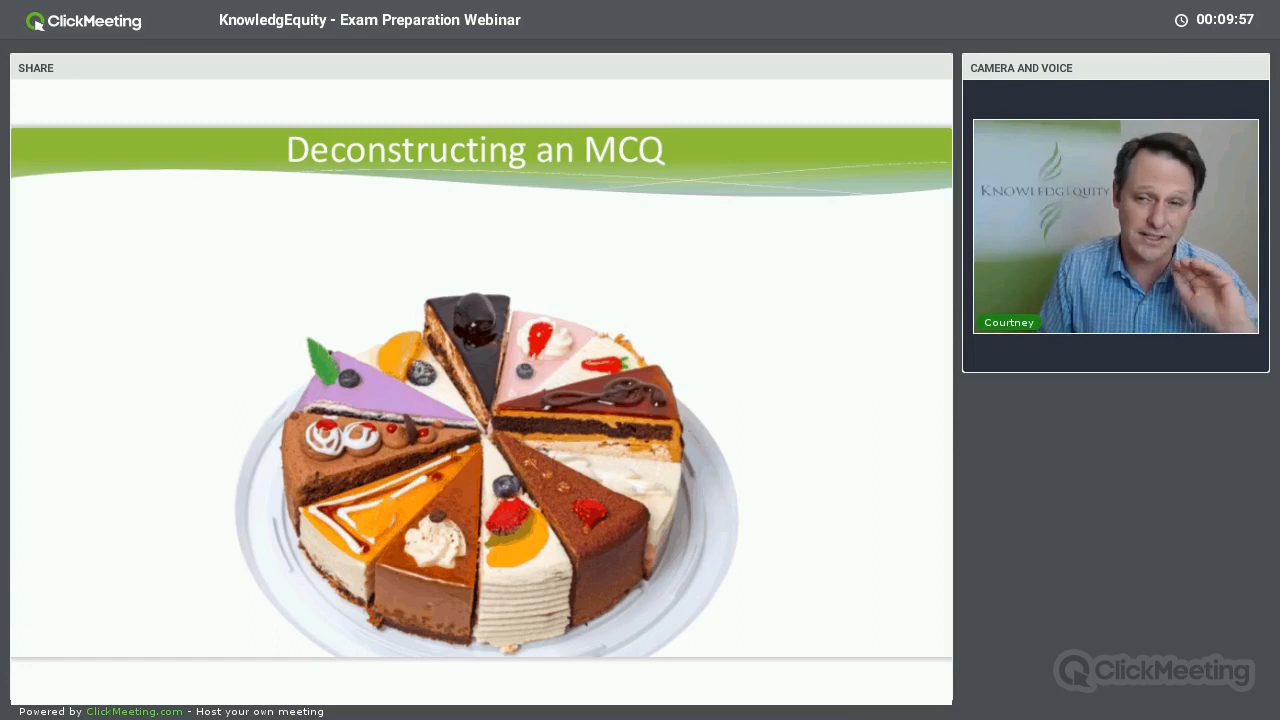 ClickMeeting
KnowledgEquity - Exam Preparation Webinar
00:09:57
SHARE
CAMERA AND VOICE
Deconstructing an MCQ
KNOWLEDGEQUITY
Courtney
ClickMeeting
Powered by ClickMeeting.com - Host your own meeting